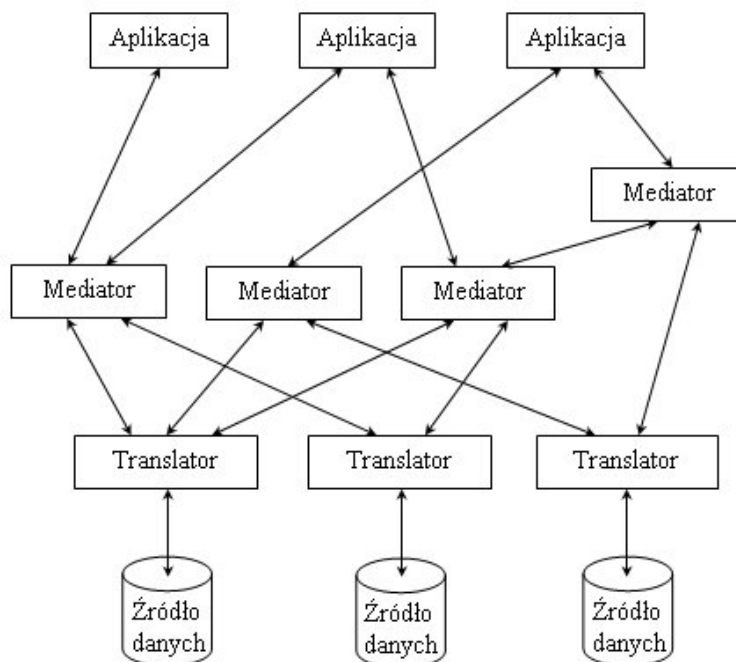 Aplikacja
Aplikacja
Aplikacja
Mediator
Mediator
Mediator
Mediator
Translator
Translator
Translator
Źródło
danych
Źródło
danych
Źródło
danych